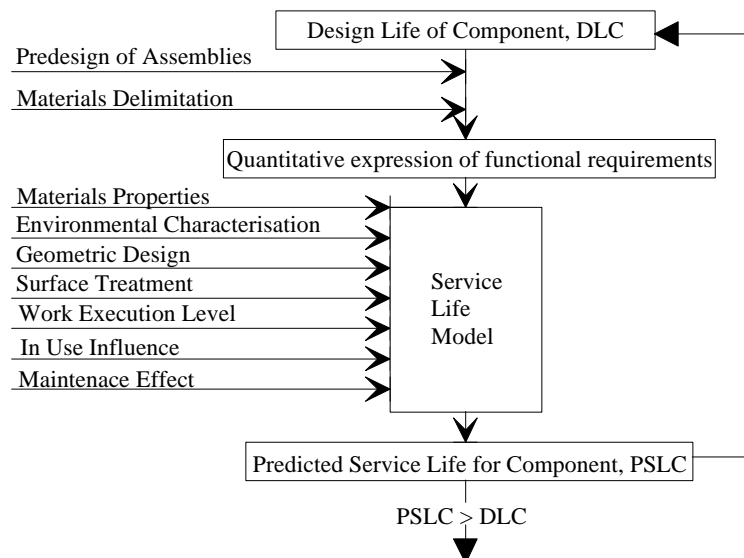 Design Life of Component, DLC
Predesign of Assemblies
Materials Delimitation
Quantitative expression of functional requirements
Materials Properties
Environmental Characterisation
Geometric Design
Surface Treatment
Work Execution Level
In Use Influence
Maintenace Effect
Service
Life
Model
Predicted Service Life for Component, PSLC
PSLC > DLC